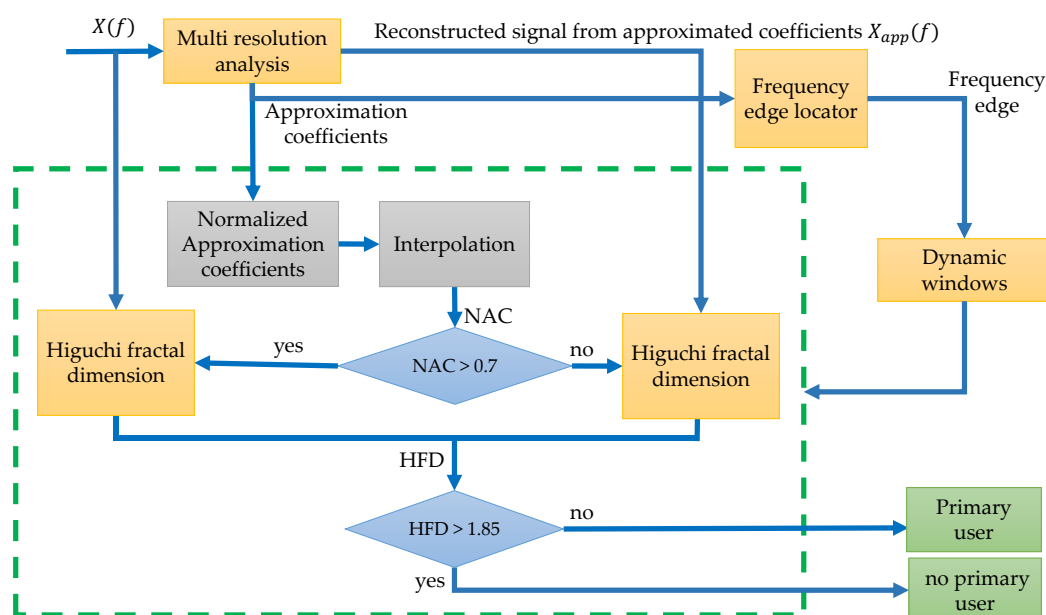 X(f)
Multi resolution
analysis
Reconstructed signal from approximated coefficients X_app(f)
Frequency
edge locator
Frequency
edge
Approximation
coefficients
Normalized
Approximation
coefficients
Interpolation
Dynamic
windows
NAC
Higuchi fractal
dimension
yes
NAC > 0.7
no
Higuchi fractal
dimension
HFD
HFD > 1.85
no
Primary
user
yes
no primary
user